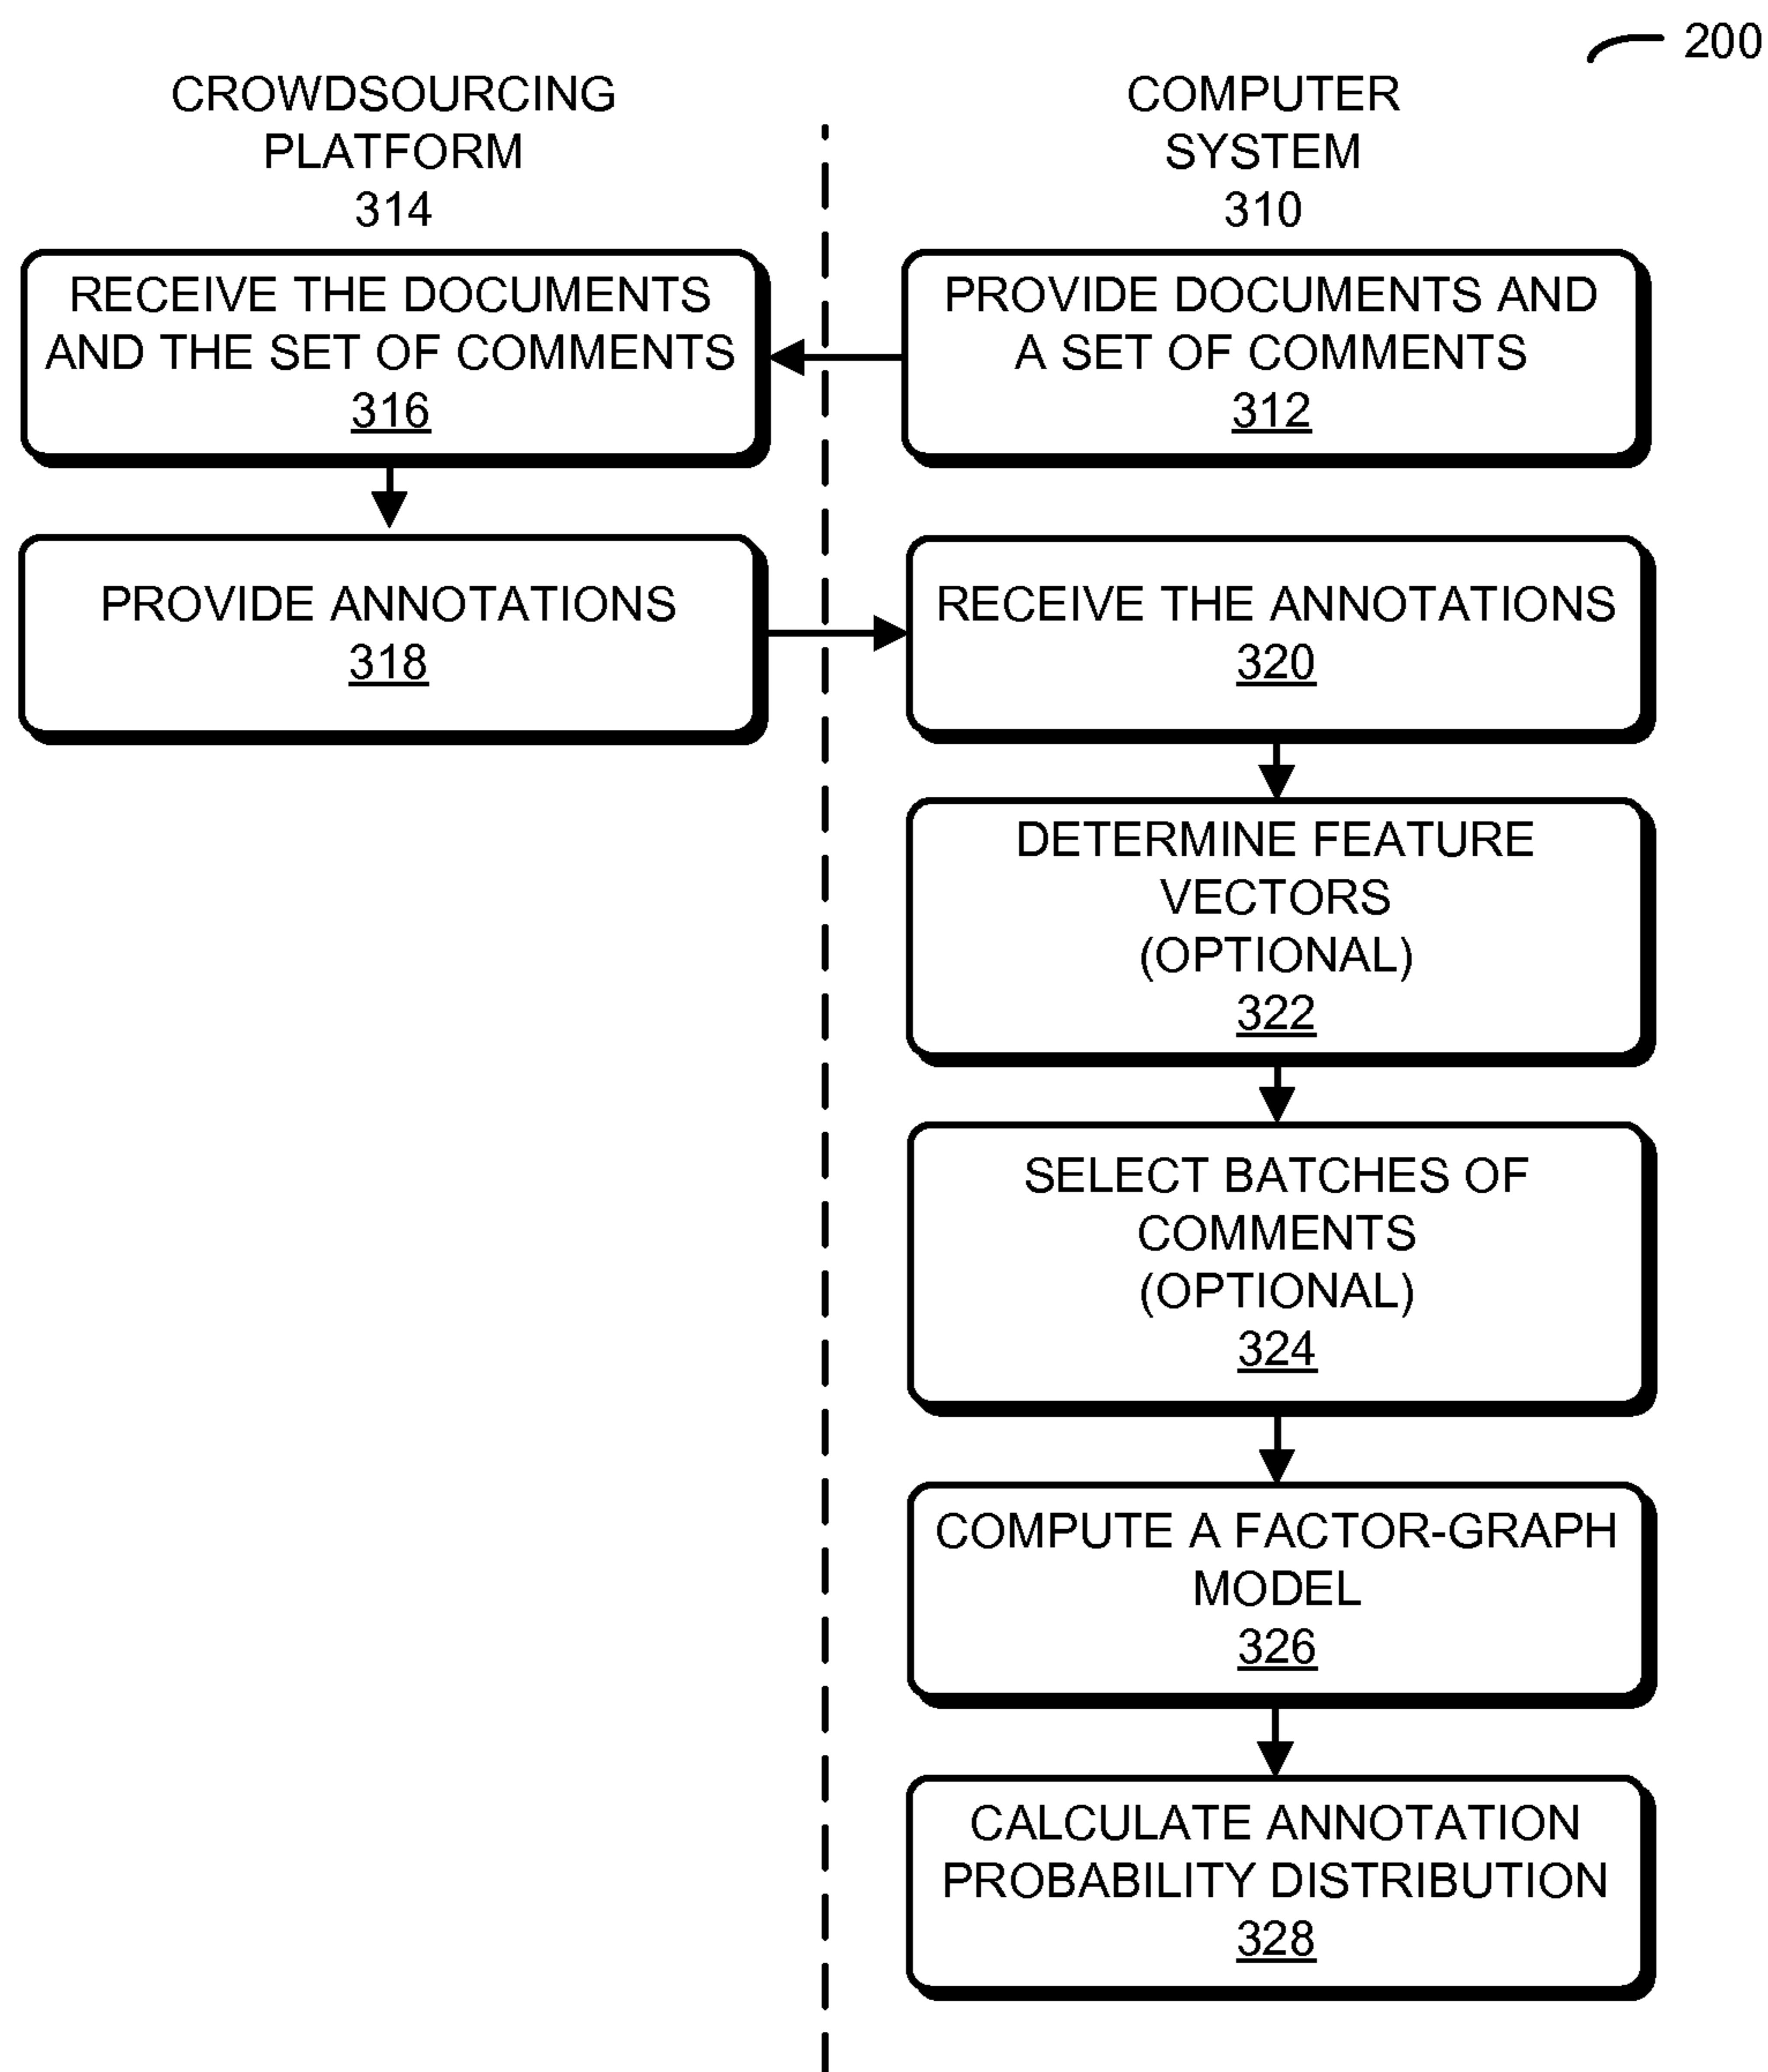 200
CROWDSOURCING
PLATFORM
314
COMPUTER
SYSTEM
310
RECEIVE THE DOCUMENTS
AND THE SET OF COMMENTS
316
PROVIDE DOCUMENTS AND
A SET OF COMMENTS
312
PROVIDE ANNOTATIONS
318
RECEIVE THE ANNOTATIONS
320
DETERMINE FEATURE
VECTORS
(OPTIONAL)
322
SELECT BATCHES OF
COMMENTS
(OPTIONAL)
324
COMPUTE A FACTOR-GRAPH
MODEL
326
CALCULATE ANNOTATION
PROBABILITY DISTRIBUTION
328